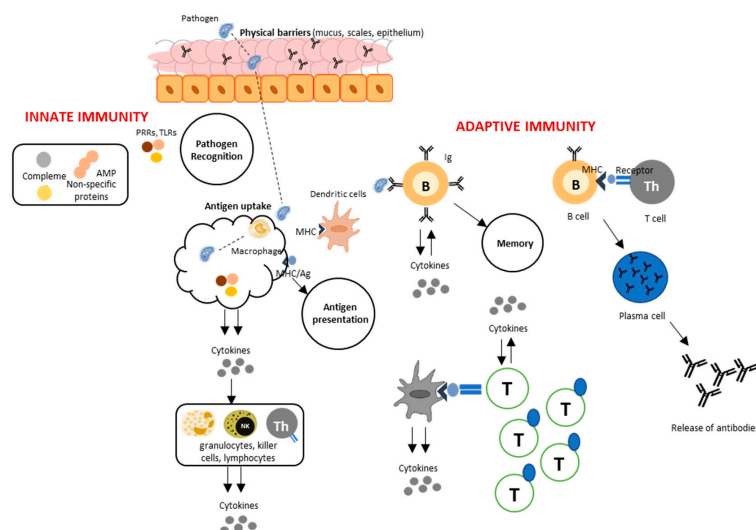 Pathogen
Physical barriers (mucus, scales, epithelium)
INNATE IMMUNITY
PRRs, TLRs
Pathogen
Recognition
Compleme
AMP
Non-specific
proteins
Antigen uptake
Macrophage
MHC/Ag
Dendritic cells
MHC
Antigen
presentation
Cytokines
NK
Th
granulocytes, killer
cells, lymphocytes
Cytokines
ADAPTIVE IMMUNITY
Ig
B
Cytokines
Memory
Cytokines
T
T
T
T
T
Cytokines
B
MHC
Receptor
Th
B cell
T cell
Plasma cell
Release of antibodies